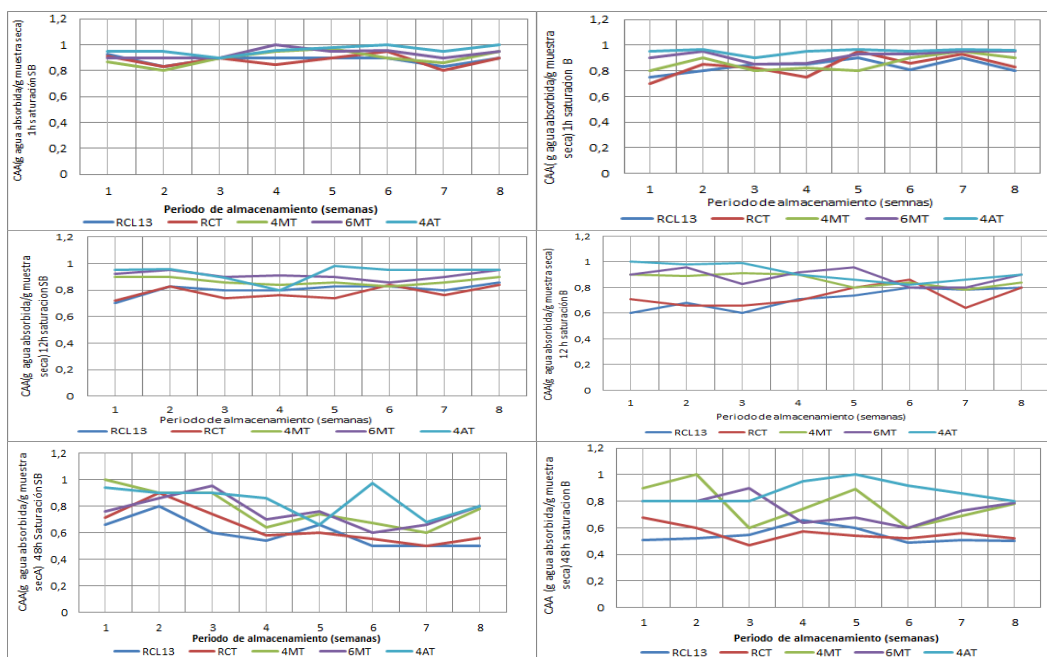 CAA(g agua absorbida/g muestra seca)
1h saturación SB
1,2
1
0,8
0,6
0,4
0,2
0
1 2 3 4 5 6 7 8
Periodo de almacenamiento (semanas)
RCL13 RCT 4MT 6MT 4AT
CAA( g agua absorbida/g muestra
seca) 1h saturacion B
1,2
1
0,8
0,6
0,4
0,2
0
1 2 3 4 5 6 7 8
Periodo de almacenamiento (semnas)
RCL13 RCT 4MT 6MT 4AT
CAA(g agua absorbida/g muestra
seca) 12h saturación SB
1,2
1
0,8
0,6
0,4
0,2
0
1 2 3 4 5 6 7 8
Periodo de almacenamiento (semanas)
RCL13 RCT 4MT 6MT 4AT
CAA(g agua absorbida/g muestra seca)
12 h saturación B
1,2
1
0,8
0,6
0,4
0,2
0
1 2 3 4 5 6 7 8
Periodo de almacenamiento (semanas)
RCL13 RCT 4MT 6MT 4AT
CAA(g agua absorbida/g muestra
secA) 48h Saturación SB
1,2
1
0,8
0,6
0,4
0,2
0
1 2 3 4 5 6 7 8
Periodo de almacenamiento (semanas)
RCL13 RCT 4MT 6MT 4AT
CAA (g agua absorbida/g muestra
seca) 48h saturación B
1,2
1
0,8
0,6
0,4
0,2
0
1 2 3 4 5 6 7 8
Periodo de almacenamiento (semanas)
RCL13 RCT 4MT 6MT 4AT